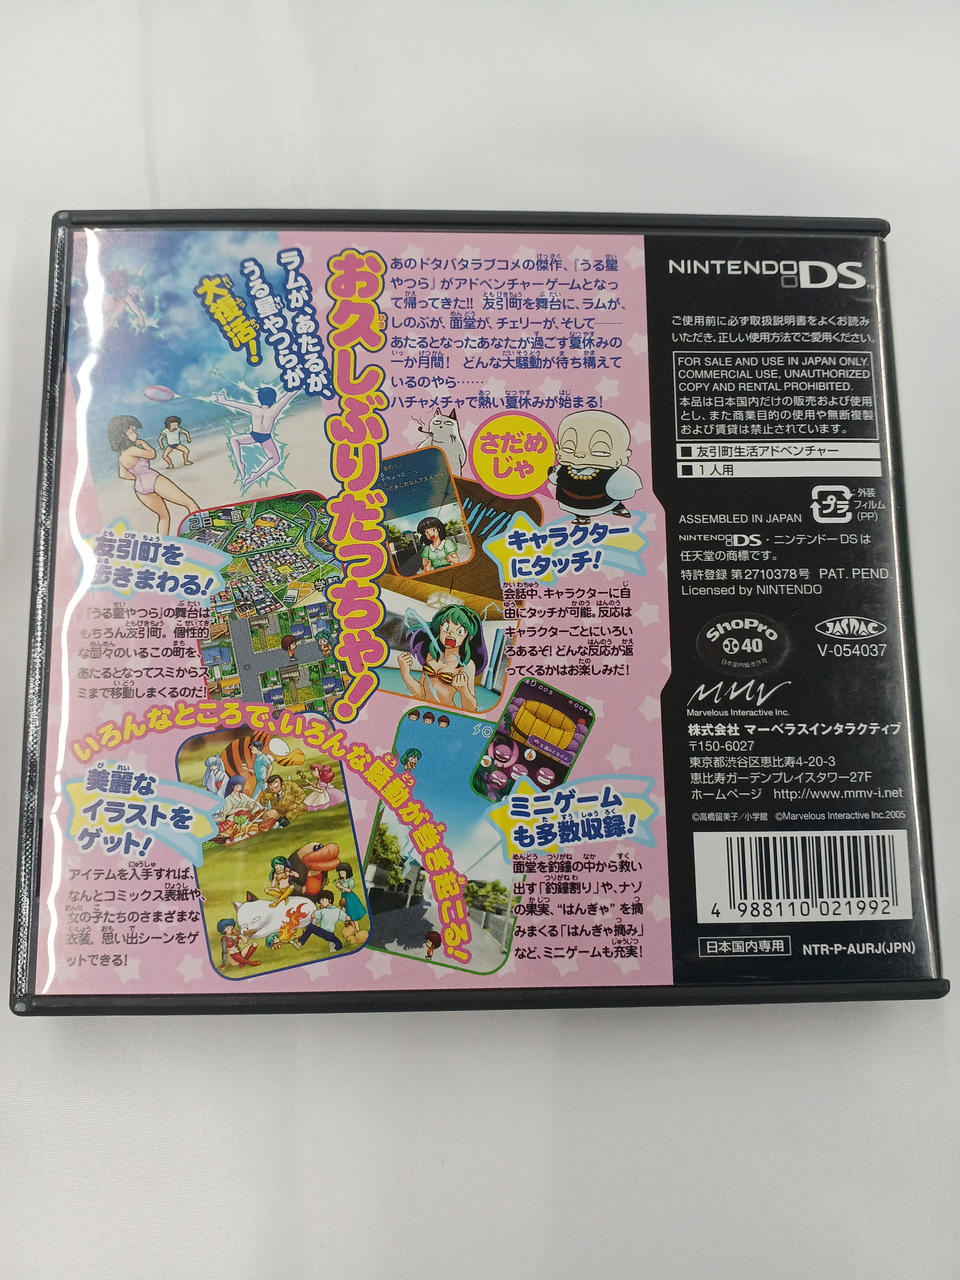 ラムが、あたるが、
うる星やつらが
大復活!
お久しぶりだっちゃ!
あのドタバタラブコメの傑作、「うる星
やつら」がアドベンチャーゲームとなっ
て帰ってきた!! 友引町を舞台に、ラムが、
しのぶが、面堂が、チェリーが、そして——
あたるとなったあなたが過ごす夏休みの
一か月間! どんな大騒動が待ち構えて
いるのやら……
ハチャメチャで熱い夏休みが始まる!
さだめ
じゃ
友引町を
歩きまわる!
「うる星やつら」の舞台は
もちろん友引町。個性的
な面々のいるこの町を、
あたるとなってスミからス
ミまで移動しまくるのだ!
キャラクター
にタッチ!
会話中、キャラクターに自
由にタッチが可能。反応は
キャラクターごとにいろい
ろあるぞ! どんな反応が返
ってくるかはお楽しみだ!
いろんなところで、いろんな騒動が巻き起こる!
美麗な
イラストを
ゲット!
アイテムを入手すれば、
なんとコミックス表紙や、
女の子たちのさまざまな
衣装、思い出シーンをゲ
ットできる!
ミニゲーム
も多数収録!
面堂を釣鐘の中から救い
出す「釣鐘割り」や、ナゾ
の果実、“はんぎゃ”を摘
みまくる「はんぎゃ摘み」
など、ミニゲームも充実!
NINTENDO DS™
ご使用前に必ず取扱説明書をよくお読み
いただき、正しい使用方法でご愛用ください。
FOR SALE AND USE IN JAPAN ONLY.
COMMERCIAL USE, UNAUTHORIZED
COPY AND RENTAL PROHIBITED.
本品は日本国内だけの販売および使用
とし、また商業目的の使用や無断複製
および賃貸は禁止されています。
■ 友引町生活アドベンチャー
■ 1人用
ASSEMBLED IN JAPAN
プラ
外装
フィルム
(PP)
NINTENDO DS・ニンテンドーDSは
任天堂の商標です。
特許登録 第2710378号 PAT. PEND.
Licensed by NINTENDO
ShoPro
40
日本国内販売許可
JASRAC
V-054037
MMV
Marvelous Interactive Inc.
株式会社 マーベラスインタラクティブ
〒150-6027
東京都渋谷区恵比寿4-20-3
恵比寿ガーデンプレイスタワー27F
ホームページ http://www.mmv-i.net
©高橋留美子/小学館 ©Marvelous Interactive Inc.2005
4 988110 021992
日本国内専用
NTR-P-AURJ(JPN)